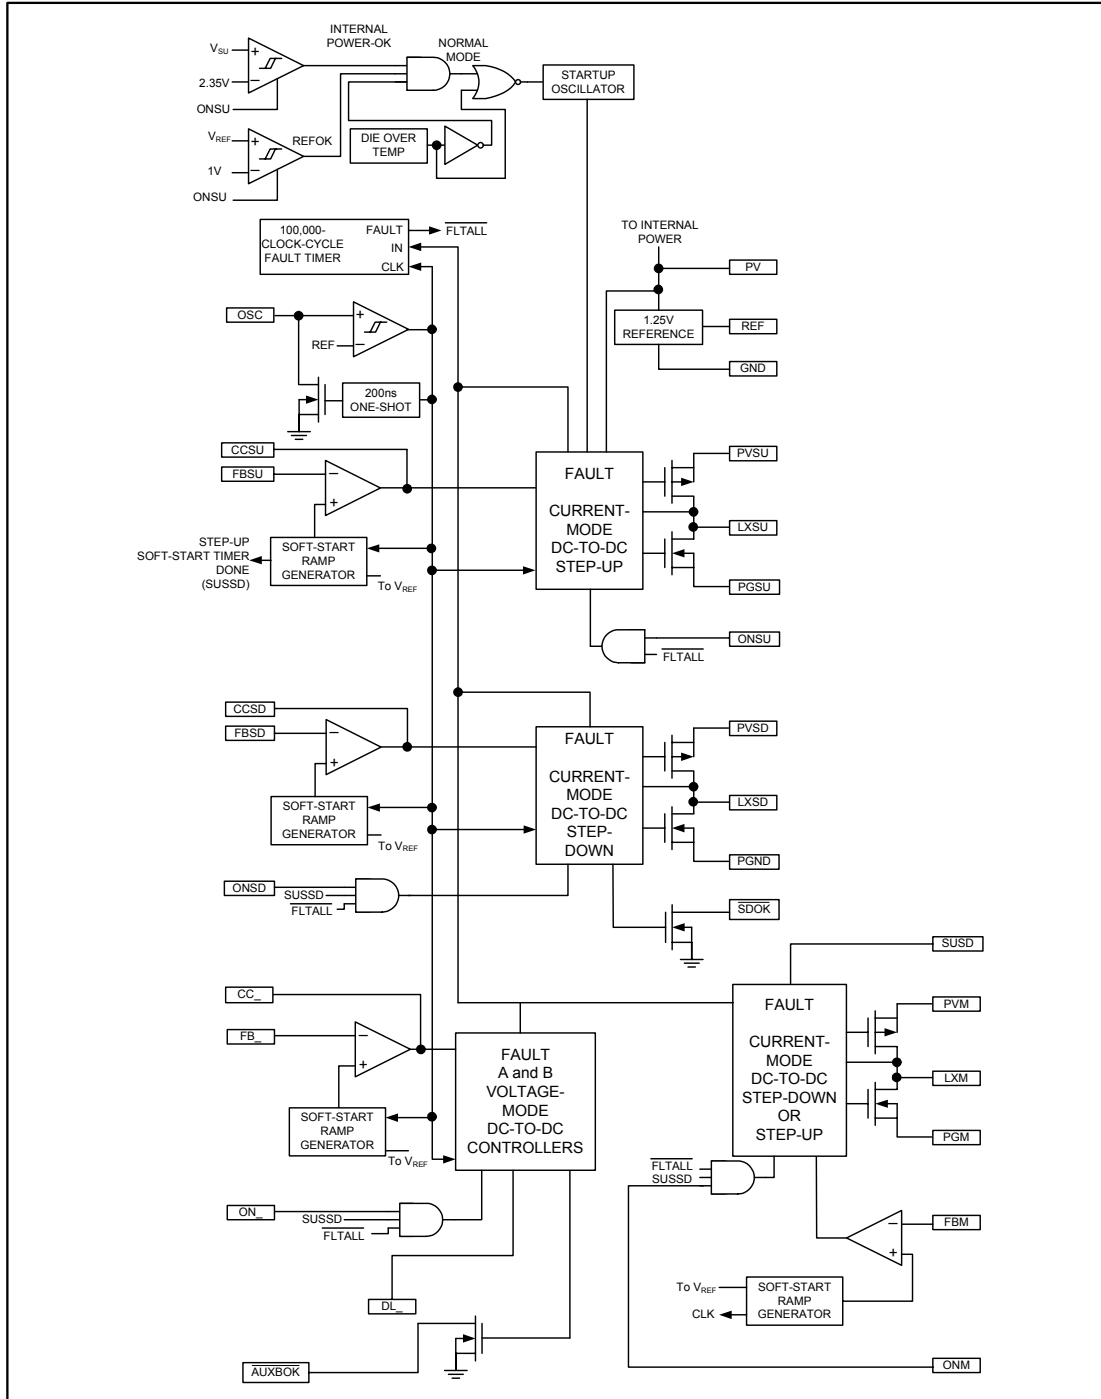 INTERNAL
POWER-OK
NORMAL
MODE
VSU
+
−
2.35V
ONSU
STARTUP
OSCILLATOR
VREF
+
REFOK
1V
−
ONSU
DIE OVER
TEMP
100,000-
CLOCK-CYCLE
FAULT TIMER
FAULT
IN
CLK
FLTALL
TO INTERNAL
POWER
PV
1.25V
REFERENCE
REF
GND
OSC
+
REF
−
200ns
ONE-SHOT
CCSU
FBSU
−
+
FAULT
CURRENT-
MODE
DC-TO-DC
STEP-UP
PVSU
LXSU
PGSU
STEP-UP
SOFT-START TIMER
DONE
(SUSSD)
SOFT-START
RAMP
GENERATOR
To VREF
ONSU
FLTALL
CCSD
FBSD
−
+
FAULT
CURRENT-
MODE
DC-TO-DC
STEP-
DOWN
PVSD
LXSD
PGND
SOFT-START
RAMP
GENERATOR
To VREF
ONSD
SUSSD
FLTALL
SDOK
SUSD
CC_
FB_
−
+
FAULT
A and B
VOLTAGE-
MODE
DC-TO-DC
CONTROLLERS
SOFT-START
RAMP
GENERATOR
To VREF
FAULT
CURRENT-
MODE
DC-TO-DC
STEP-DOWN
OR
STEP-UP
PVM
LXM
PGM
ON_
SUSSD
FLTALL
FLTALL
SUSSD
FBM
−
+
DL_
To VREF
CLK
SOFT-START
RAMP
GENERATOR
AUXBOK
ONM